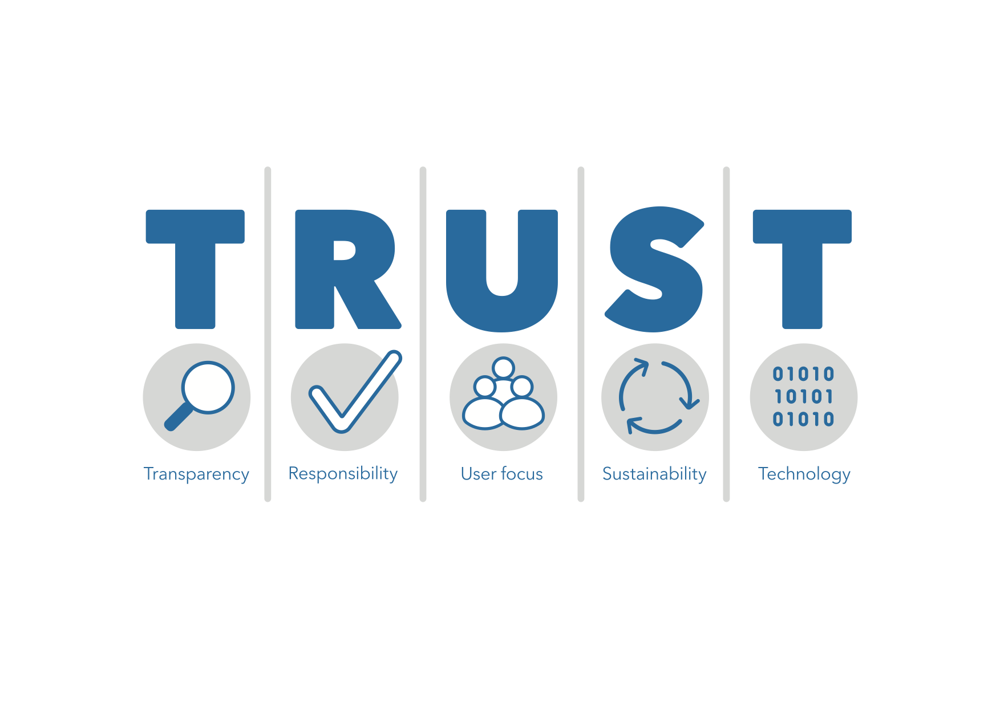 TRUST
01010
10101
01010
Transparency
Responsibility
User focus
Sustainability
Technology